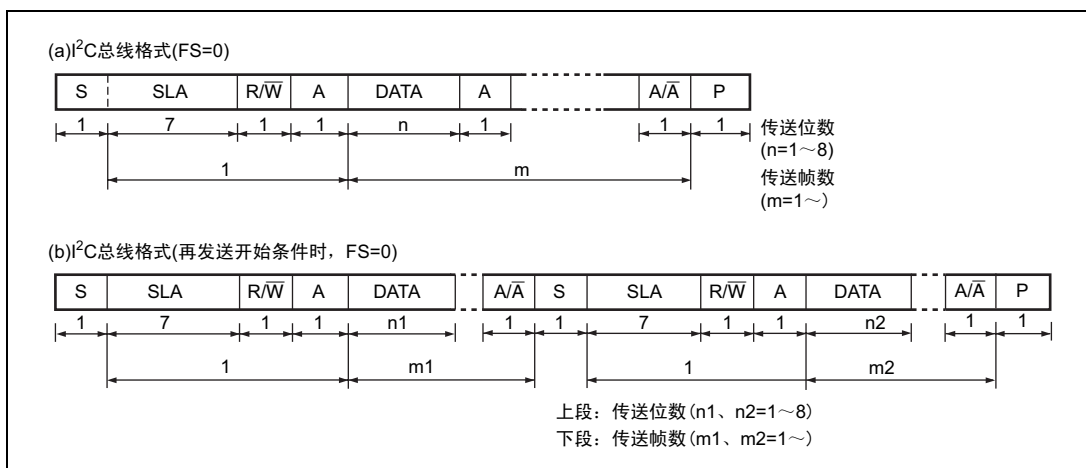 (a)I²C总线格式(FS=0)
S SLA R/W̅ A DATA A A/A̅ P
1 7 1 1 n 1 1 1 传送位数
(n=1～8)
1 m 传送帧数
(m=1～)
(b)I²C总线格式(再发送开始条件时，FS=0)
S SLA R/W̅ A DATA A/A̅ S SLA R/W̅ A DATA A/A̅ P
1 7 1 1 n1 1 1 7 1 1 n2 1 1
1 m1 1 m2
上段：传送位数(n1、n2=1～8)
下段：传送帧数(m1、m2=1～)